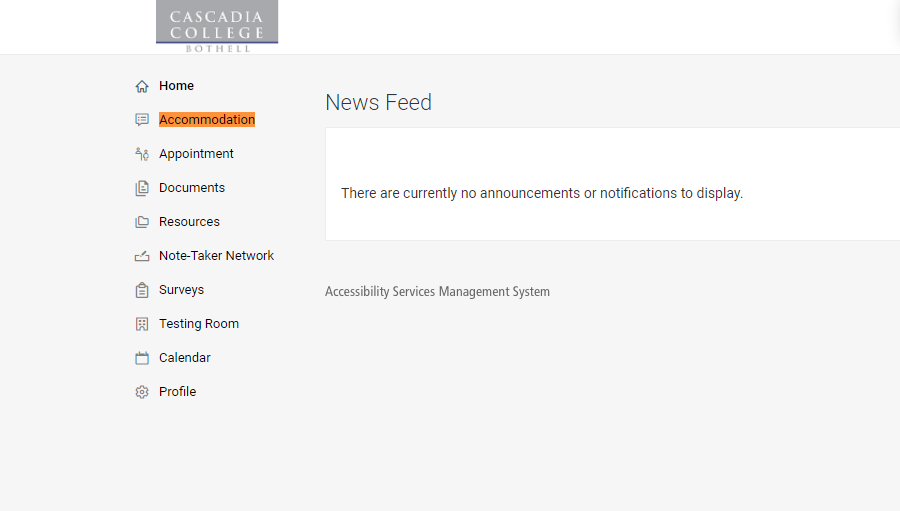 CASCADIA
COLLEGE
BOTHELL
Home
Accommodation
Appointment
Documents
Resources
Note-Taker Network
Surveys
Testing Room
Calendar
Profile
News Feed
There are currently no announcements or notifications to display.
Accessibility Services Management System